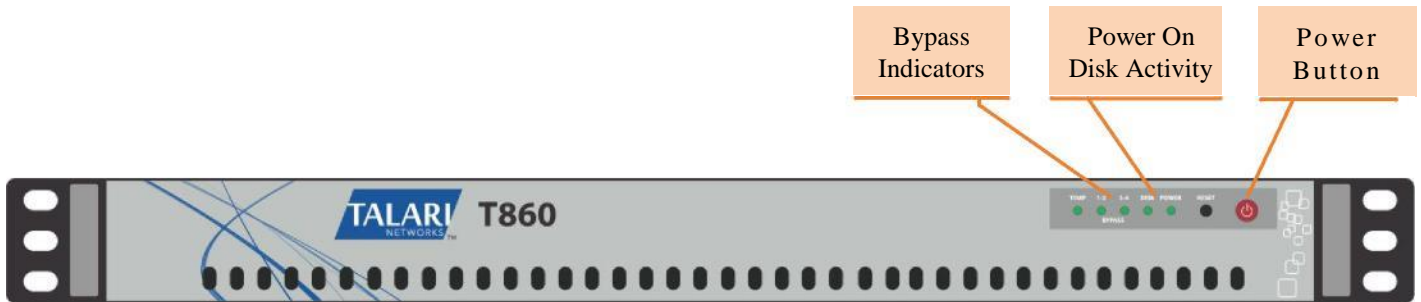 Bypass
Indicators
Power On
Disk Activity
Power
Button
TALARI
NETWORKS™
T860
TEMP 1-2 3-4 DISK POWER RESET
BYPASS